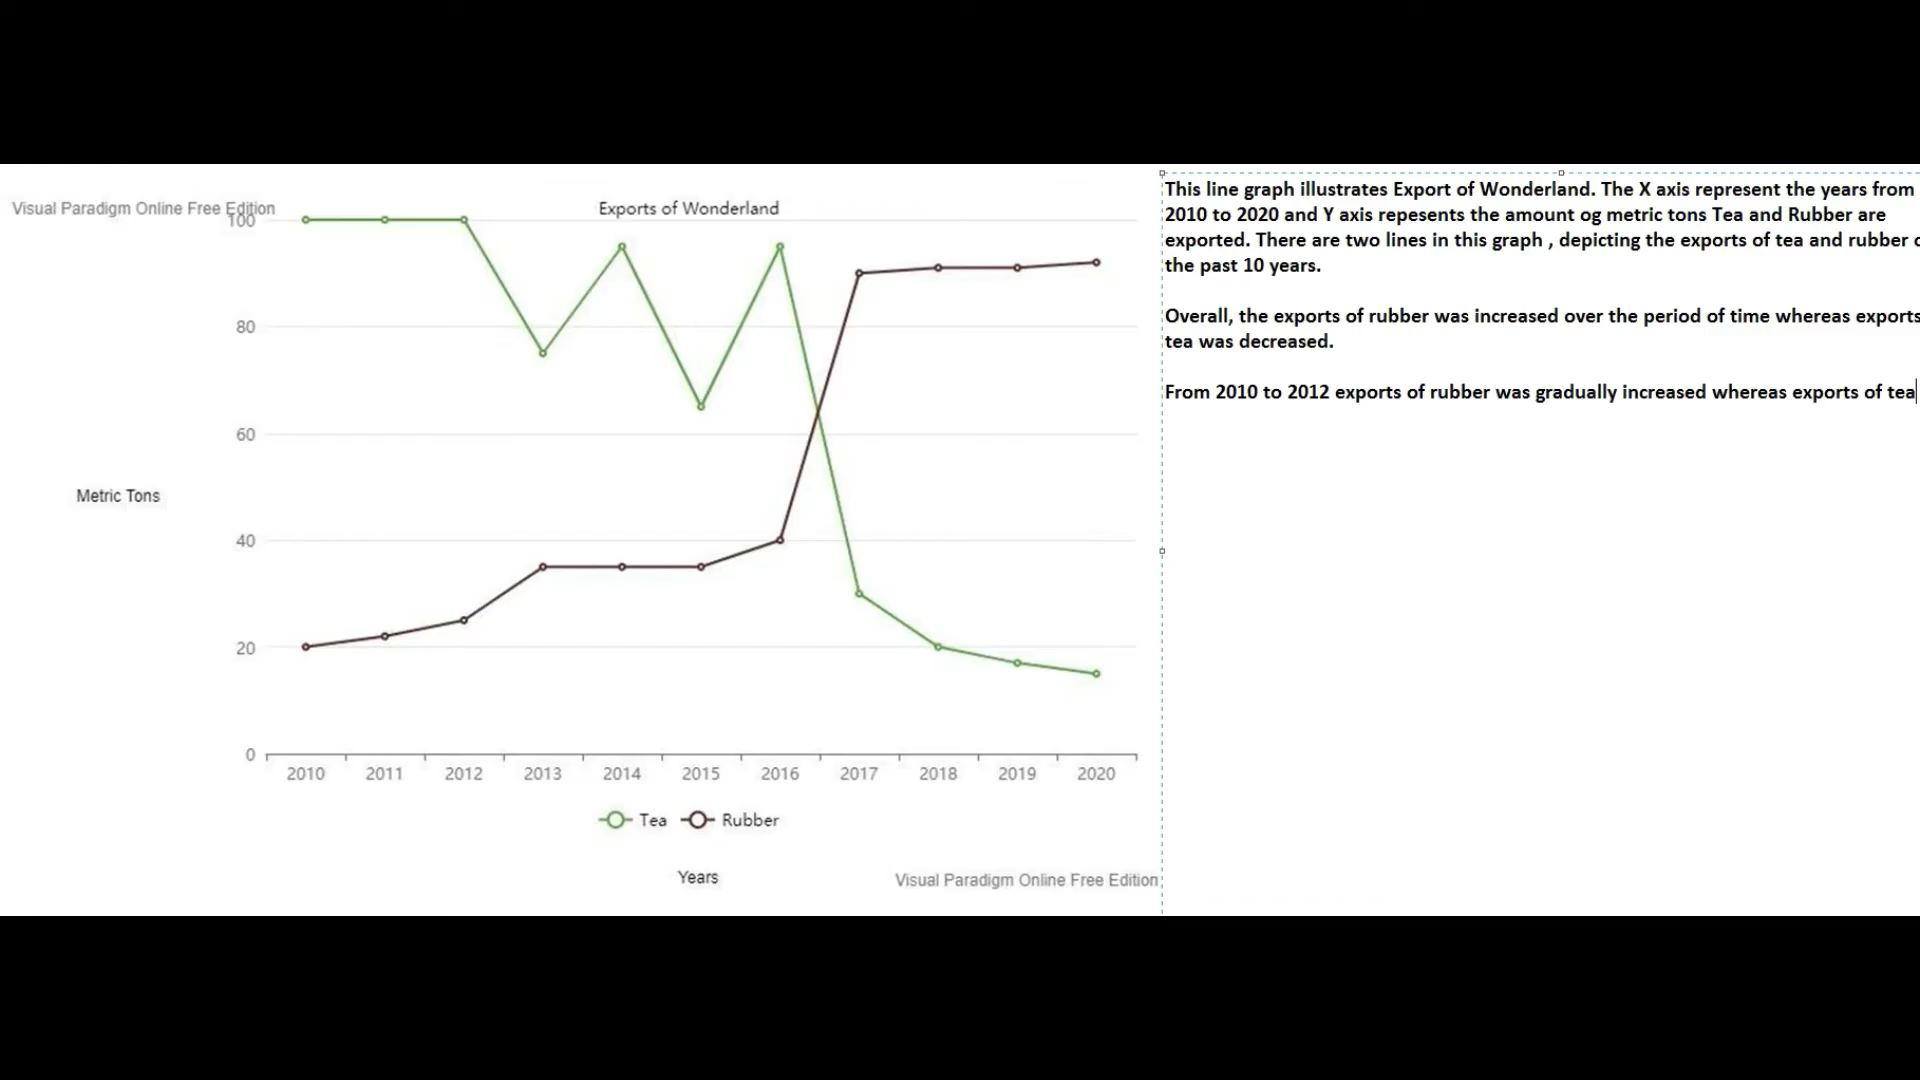 Visual Paradigm Online Free Edition
Exports of Wonderland
100
80
60
40
20
0
Metric Tons
2010 2011 2012 2013 2014 2015 2016 2017 2018 2019 2020
Tea Rubber
Years
Visual Paradigm Online Free Edition
This line graph illustrates Export of Wonderland. The X axis represent the years from
2010 to 2020 and Y axis repesents the amount og metric tons Tea and Rubber are
exported. There are two lines in this graph , depicting the exports of tea and rubber
the past 10 years.
Overall, the exports of rubber was increased over the period of time whereas exports
tea was decreased.
From 2010 to 2012 exports of rubber was gradually increased whereas exports of tea